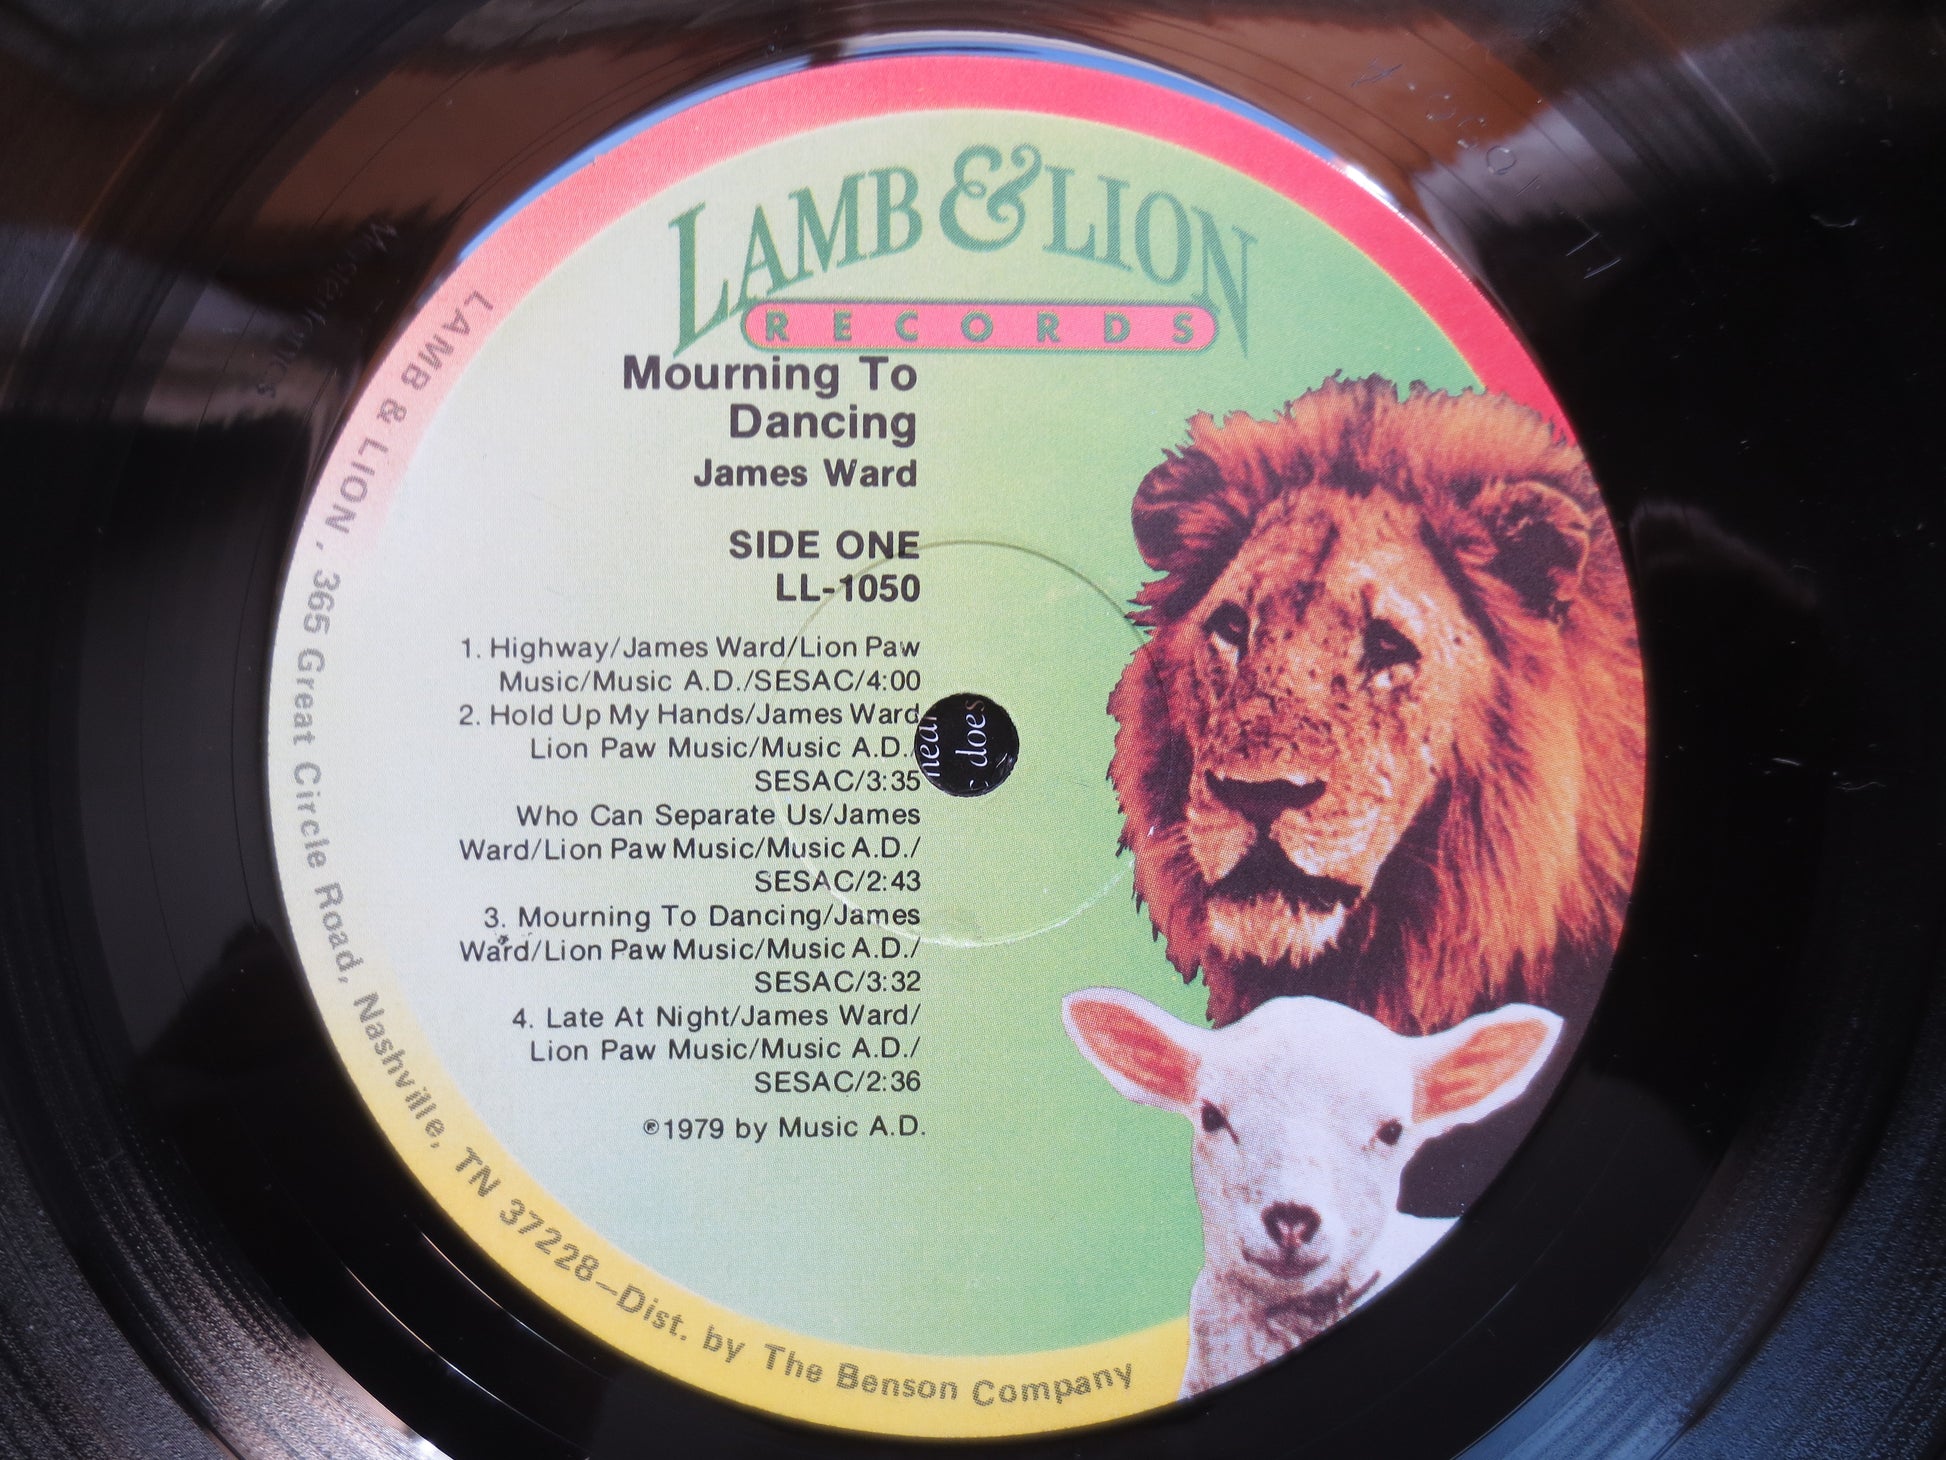 LAMB & LION
RECORDS
Mourning To
Dancing
James Ward
SIDE ONE
LL-1050
1. Highway/James Ward/Lion Paw
Music/Music A.D./SESAC/4:00
2. Hold Up My Hands/James Ward
Lion Paw Music/Music A.D./
SESAC/3:35
Who Can Separate Us/James
Ward/Lion Paw Music/Music A.D./
SESAC/2:43
3. Mourning To Dancing/James
Ward/Lion Paw Music/Music A.D./
SESAC/3:32
4. Late At Night/James Ward/
Lion Paw Music/Music A.D./
SESAC/2:36
℗1979 by Music A.D.
LAMB & LION, 365 Great Circle Road, Nashville, TN 37228—Dist. by The Benson Company
does